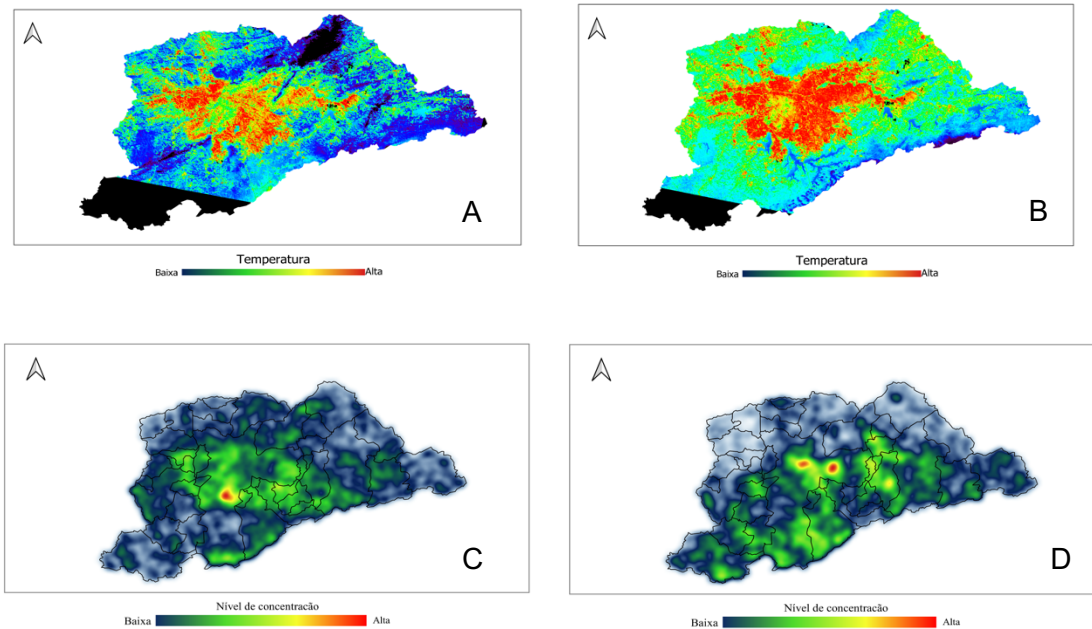 A
B
Temperatura
Baixa
Alta
Temperatura
Baixa
Alta
C
D
Nível de concentracão
Baixa
Alta
Nível de concentracão
Baixa
Alta